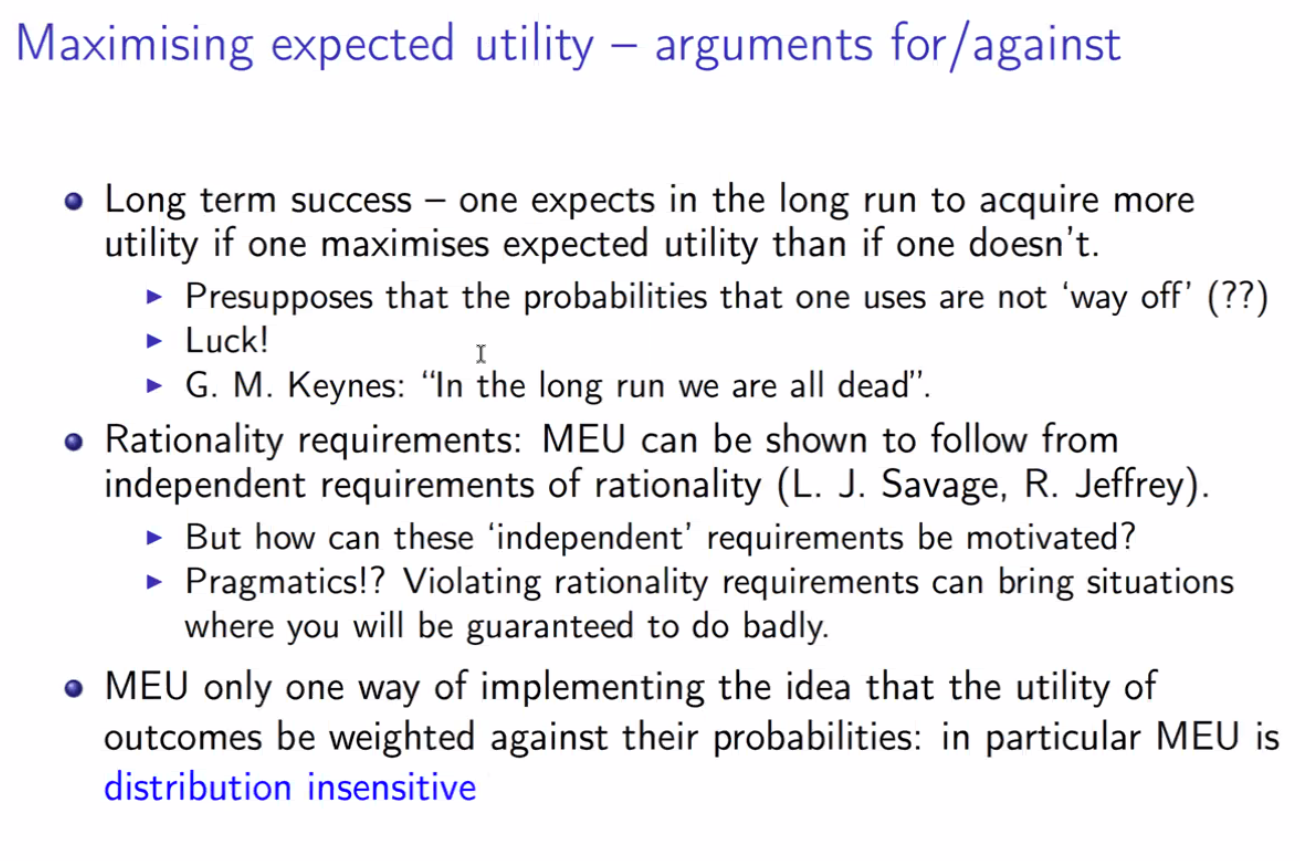 Maximising expected utility – arguments for/against
Long term success – one expects in the long run to acquire more
utility if one maximises expected utility than if one doesn't.
Presupposes that the probabilities that one uses are not 'way off' (??)
Luck!
G. M. Keynes: "In the long run we are all dead".
Rationality requirements: MEU can be shown to follow from
independent requirements of rationality (L. J. Savage, R. Jeffrey).
But how can these 'independent' requirements be motivated?
Pragmatics!? Violating rationality requirements can bring situations
where you will be guaranteed to do badly.
MEU only one way of implementing the idea that the utility of
outcomes be weighted against their probabilities: in particular MEU is
distribution insensitive